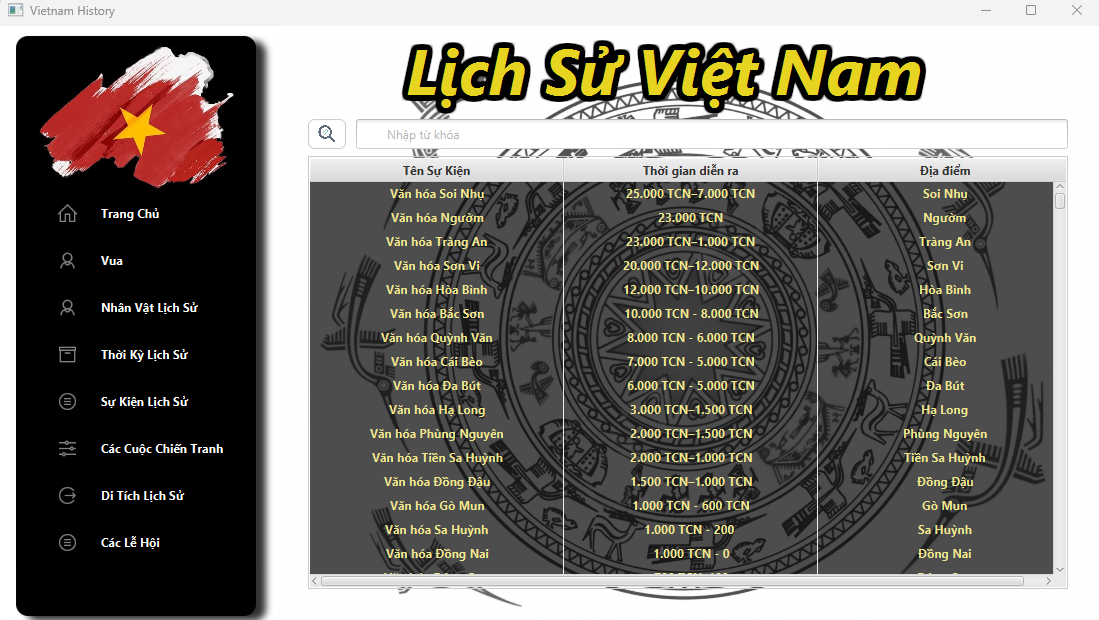 Vietnam History
Lịch Sử Việt Nam
Nhập từ khóa
Trang Chủ
Vua
Nhân Vật Lịch Sử
Thời Kỳ Lịch Sử
Sự Kiện Lịch Sử
Các Cuộc Chiến Tranh
Di Tích Lịch Sử
Các Lễ Hội
Tên Sự Kiện Thời gian diễn ra Địa điểm
Văn hóa Soi Nhụ 25.000 TCN–7.000 TCN Soi Nhụ
Văn hóa Ngườm 23.000 TCN Ngườm
Văn hóa Tràng An 23.000 TCN–1.000 TCN Tràng An
Văn hóa Sơn Vi 20.000 TCN–12.000 TCN Sơn Vi
Văn hóa Hòa Bình 12.000 TCN–10.000 TCN Hòa Bình
Văn hóa Bắc Sơn 10.000 TCN - 8.000 TCN Bắc Sơn
Văn hóa Quỳnh Văn 8.000 TCN - 6.000 TCN Quỳnh Văn
Văn hóa Cái Bèo 7.000 TCN - 5.000 TCN Cái Bèo
Văn hóa Đa Bút 6.000 TCN - 5.000 TCN Đa Bút
Văn hóa Hạ Long 3.000 TCN–1.500 TCN Hạ Long
Văn hóa Phùng Nguyên 2.000 TCN–1.500 TCN Phùng Nguyên
Văn hóa Tiền Sa Huỳnh 2.000 TCN–1.000 TCN Tiền Sa Huỳnh
Văn hóa Đồng Đậu 1.500 TCN–1.000 TCN Đồng Đậu
Văn hóa Gò Mun 1.000 TCN - 600 TCN Gò Mun
Văn hóa Sa Huỳnh 1.000 TCN - 200 Sa Huỳnh
Văn hóa Đồng Nai 1.000 TCN - 0 Đồng Nai